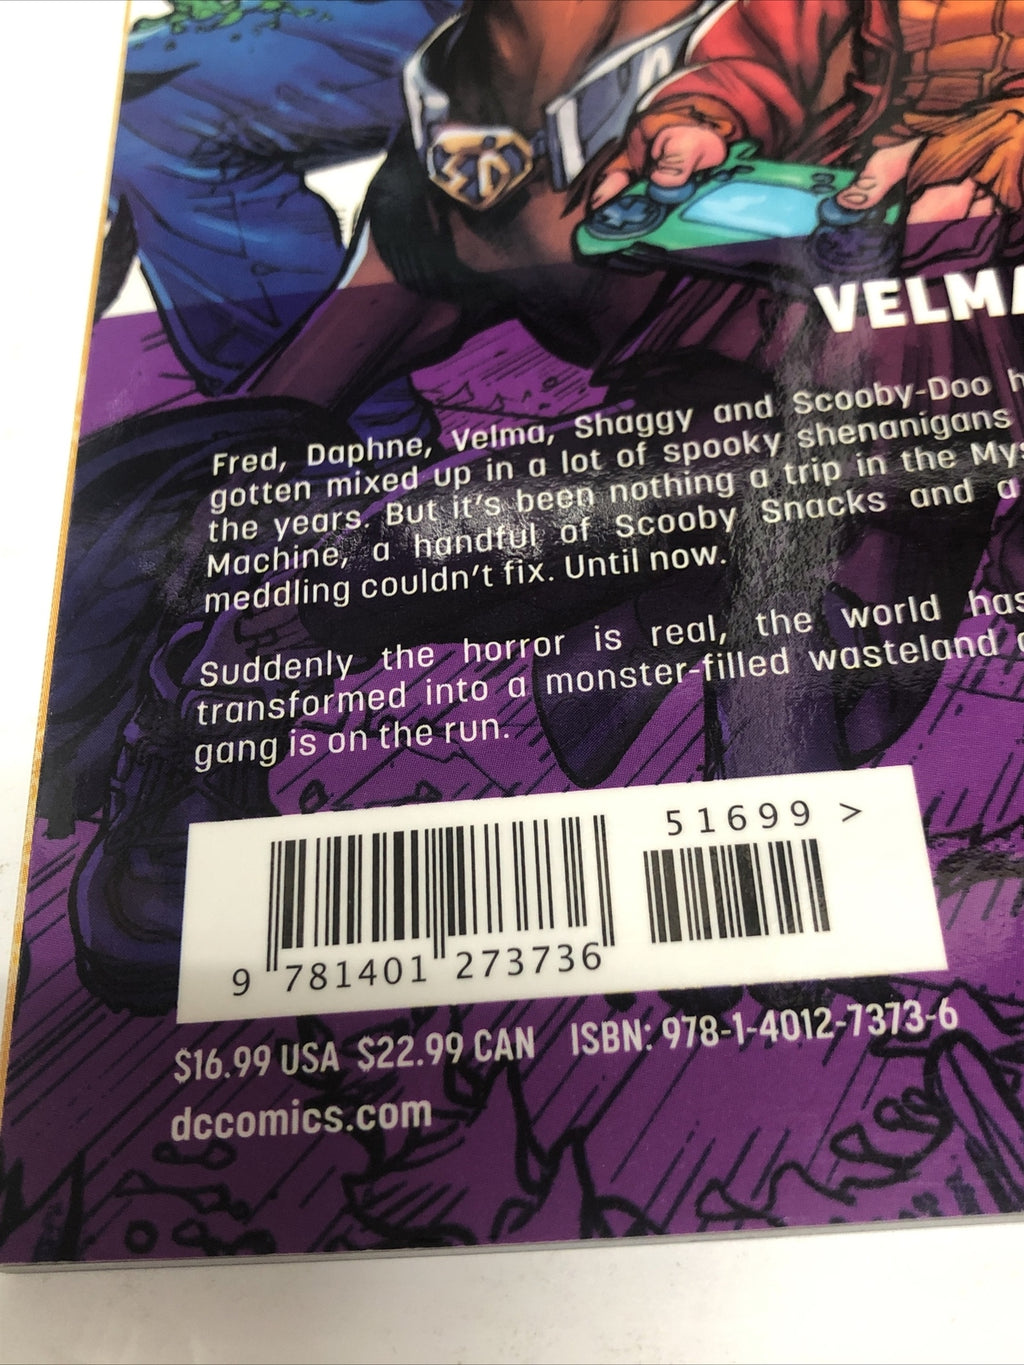 VELMA
Fred, Daphne, Velma, Shaggy and Scooby-Doo h
gotten mixed up in a lot of spooky shenanigans
the years. But it's been nothing a trip in the Mys
Machine, a handful of Scooby Snacks and a
meddling couldn't fix. Until now.
Suddenly the horror is real, the world has
transformed into a monster-filled wasteland
gang is on the run.
51699 >
9 781401 273736
$16.99 USA $22.99 CAN ISBN: 978-1-4012-7373-6
dccomics.com